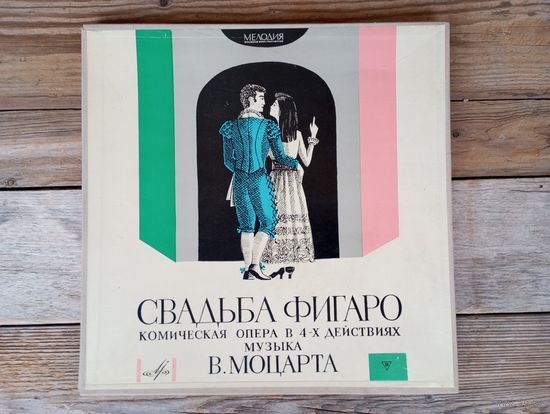 МЕЛОДИЯ
СВАДЬБА ФИГАРО
КОМИЧЕСКАЯ ОПЕРА В 4-Х ДЕЙСТВИЯХ
МУЗЫКА
В. МОЦАРТА